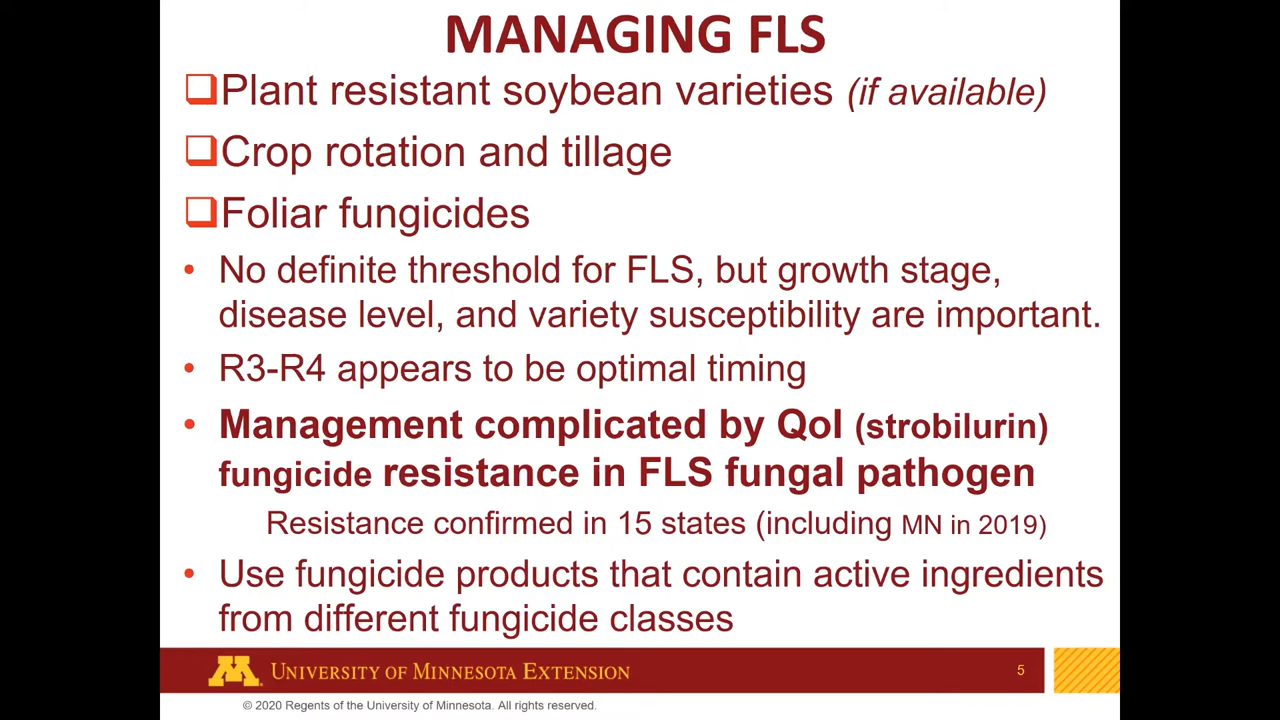 MANAGING FLS
❑Plant resistant soybean varieties (if available)
❑Crop rotation and tillage
❑Foliar fungicides
• No definite threshold for FLS, but growth stage,
disease level, and variety susceptibility are important.
• R3-R4 appears to be optimal timing
• Management complicated by QoI (strobilurin)
fungicide resistance in FLS fungal pathogen
Resistance confirmed in 15 states (including MN in 2019)
• Use fungicide products that contain active ingredients
from different fungicide classes
M UNIVERSITY OF MINNESOTA EXTENSION
5
© 2020 Regents of the University of Minnesota. All rights reserved.